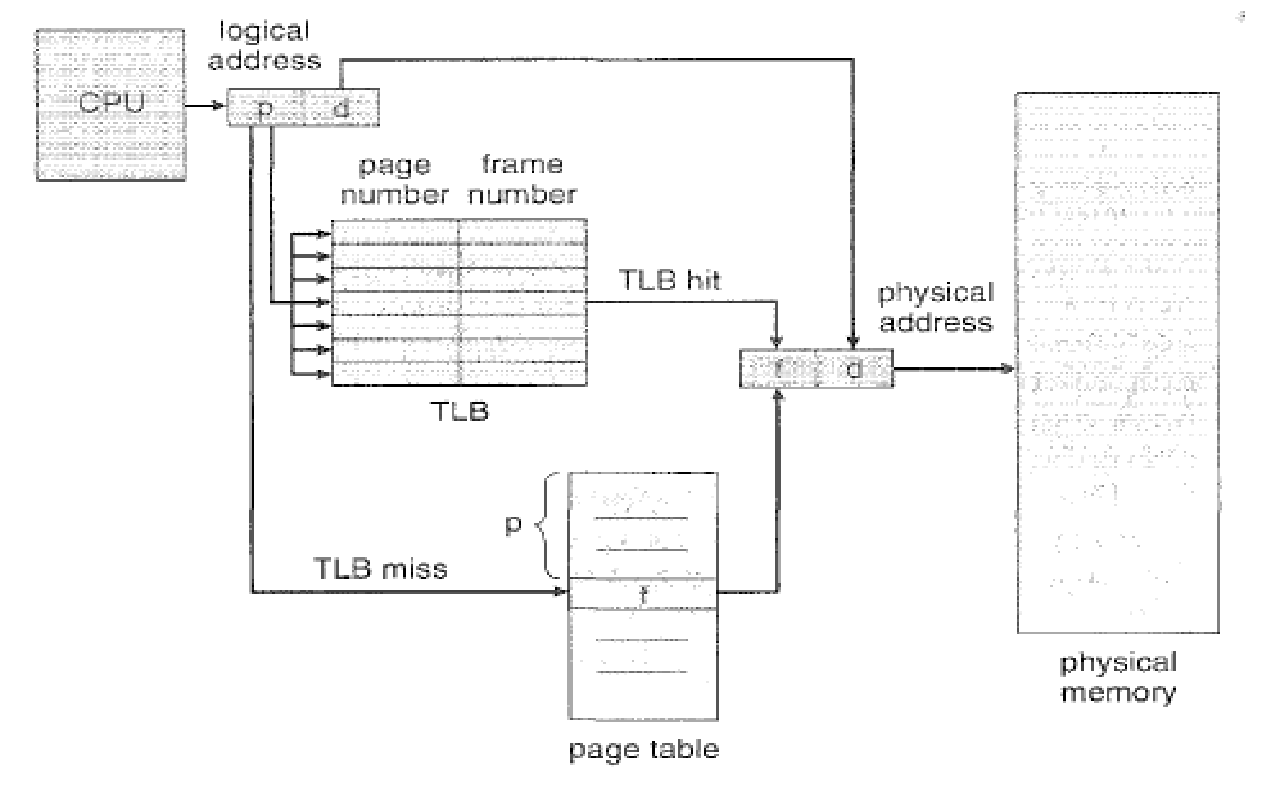 logical
address
CPU
p d
page frame
number number
TLB hit
physical
address
f d
TLB
p
TLB miss
f
physical
memory
page table